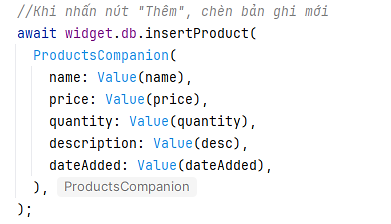 //Khi nhấn nút "Thêm", chèn bản ghi mới
await widget.db.insertProduct(
  ProductsCompanion(
    name: Value(name),
    price: Value(price),
    quantity: Value(quantity),
    description: Value(desc),
    dateAdded: Value(dateAdded),
  ), ProductsCompanion
);